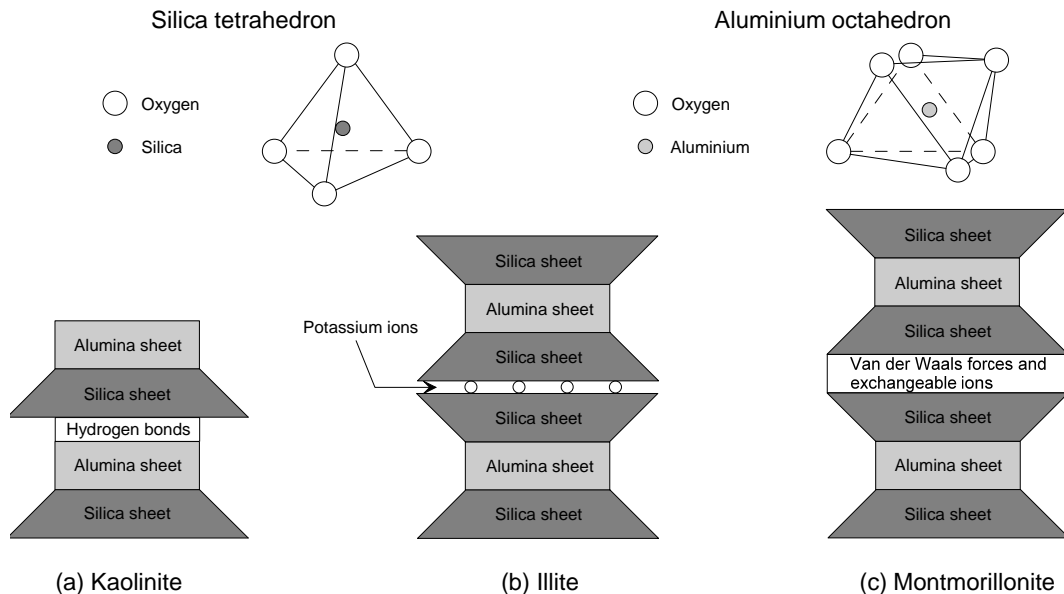 Silica tetrahedron
Aluminium octahedron
Oxygen
Silica
Oxygen
Aluminium
Alumina sheet
Silica sheet
Hydrogen bonds
Alumina sheet
Silica sheet
Potassium ions
Silica sheet
Alumina sheet
Silica sheet
Silica sheet
Alumina sheet
Silica sheet
Silica sheet
Alumina sheet
Silica sheet
Van der Waals forces and
exchangeable ions
Silica sheet
Alumina sheet
Silica sheet
(a) Kaolinite
(b) Illite
(c) Montmorillonite